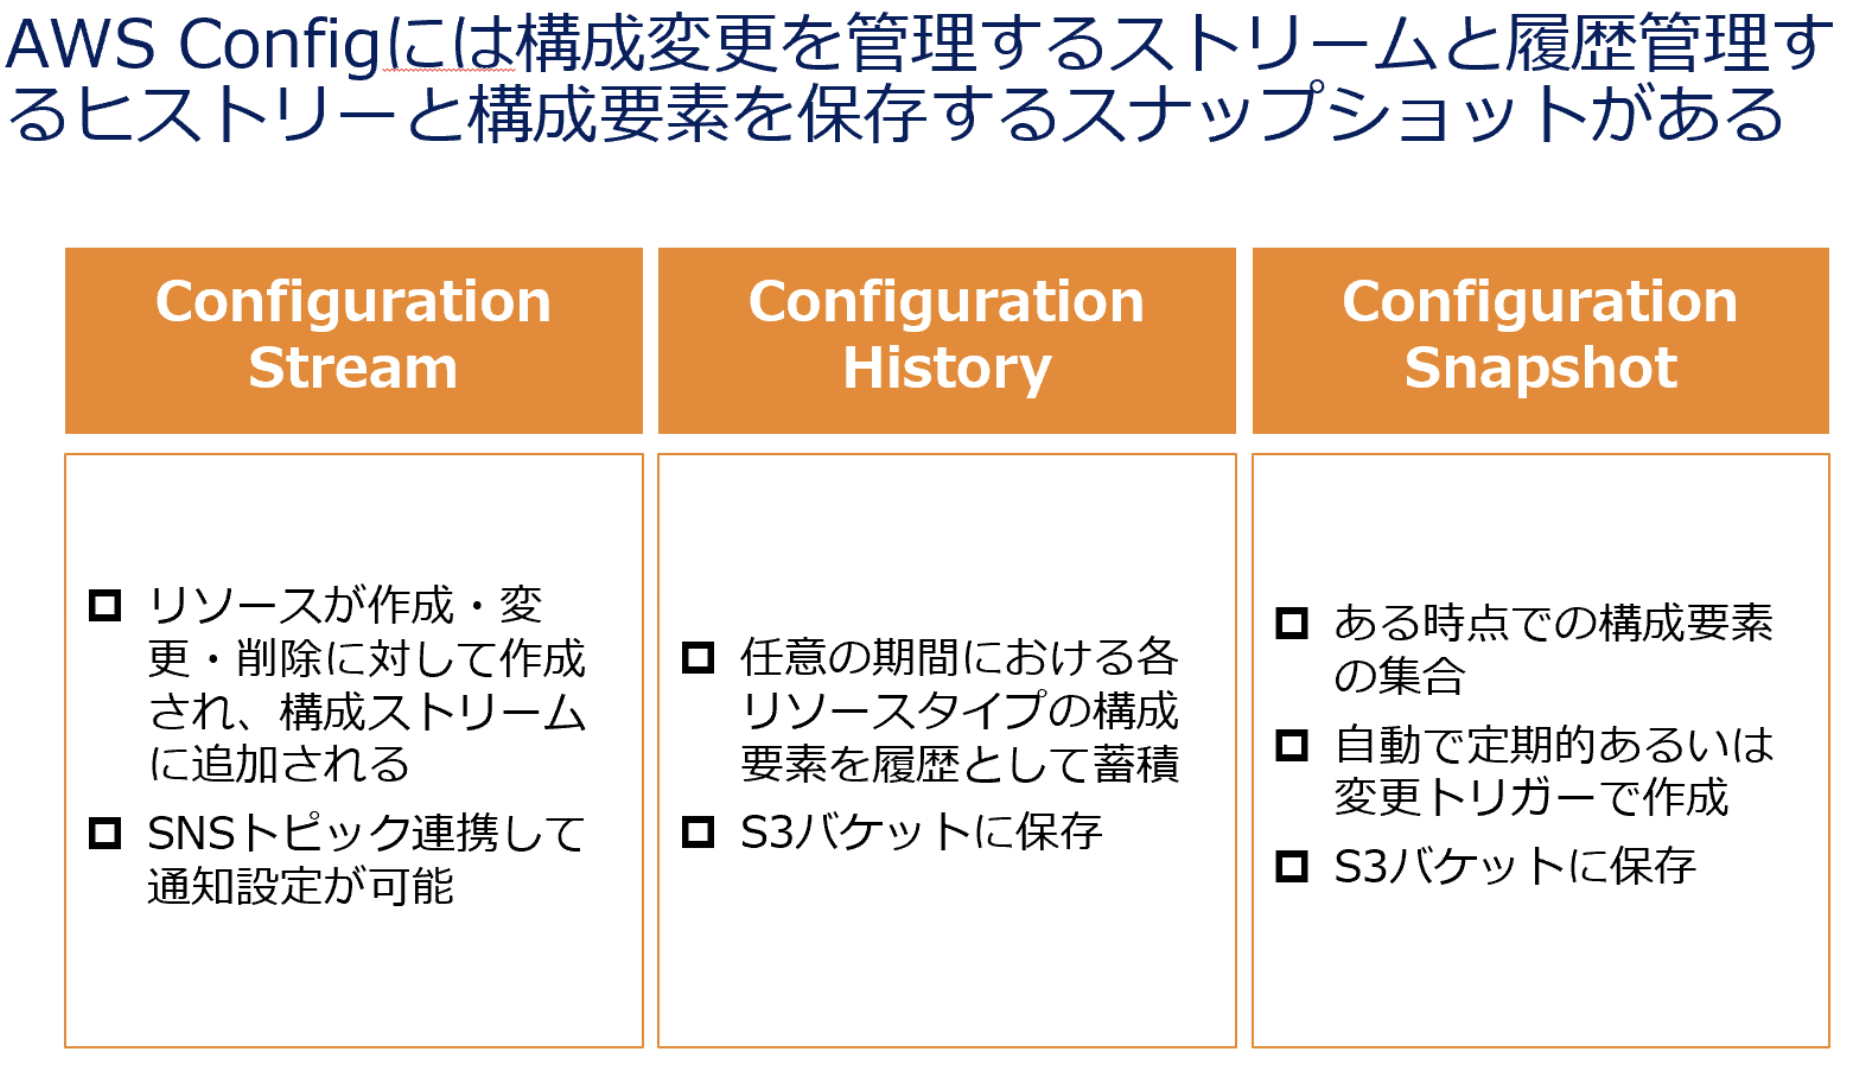 AWS Configには構成変更を管理するストリームと履歴管理す
るヒストリーと構成要素を保存するスナップショットがある
Configuration
Stream
リソースが作成・変
更・削除に対して作成
され、構成ストリーム
に追加される
SNSトピック連携して
通知設定が可能
Configuration
History
任意の期間における各
リソースタイプの構成
要素を履歴として蓄積
S3バケットに保存
Configuration
Snapshot
ある時点での構成要素
の集合
自動で定期的あるいは
変更トリガーで作成
S3バケットに保存